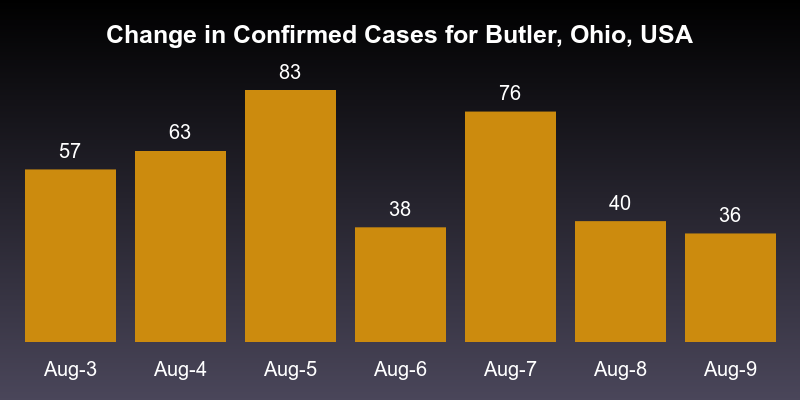 Change in Confirmed Cases for Butler, Ohio, USA
57 63 83 38 76 40 36
Aug-3 Aug-4 Aug-5 Aug-6 Aug-7 Aug-8 Aug-9